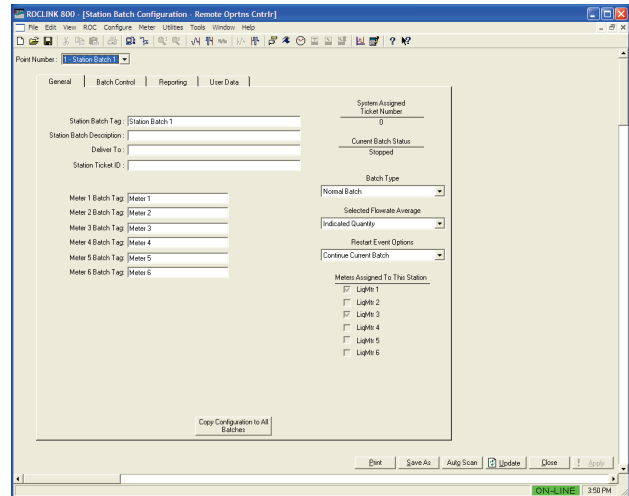 ROCLINK 800 - [Station Batch Configuration - Remote Oprtns Cntrlr]
File Edit View ROC Configure Meter Utilities Tools Window Help
Point Number : 1 - Station Batch 1
General Batch Control Reporting User Data
System Assigned
Ticket Number
0
Station Batch Tag : Station Batch 1
Station Batch Description :
Current Batch Status
Stopped
Deliver To :
Station Ticket ID :
Batch Type
Normal Batch
Meter 1 Batch Tag: Meter 1
Meter 2 Batch Tag: Meter 2
Selected Flowrate Average
Indicated Quantity
Meter 3 Batch Tag: Meter 3
Meter 4 Batch Tag: Meter 4
Restart Event Options
Continue Current Batch
Meter 5 Batch Tag: Meter 5
Meter 6 Batch Tag: Meter 6
Meters Assigned To This Station
LiqMtr 1
LiqMtr 2
LiqMtr 3
LiqMtr 4
LiqMtr 5
LiqMtr 6
Copy Configuration to All
Batches
Print Save As Auto Scan Update Close ! Apply
ON-LINE 3:50 PM